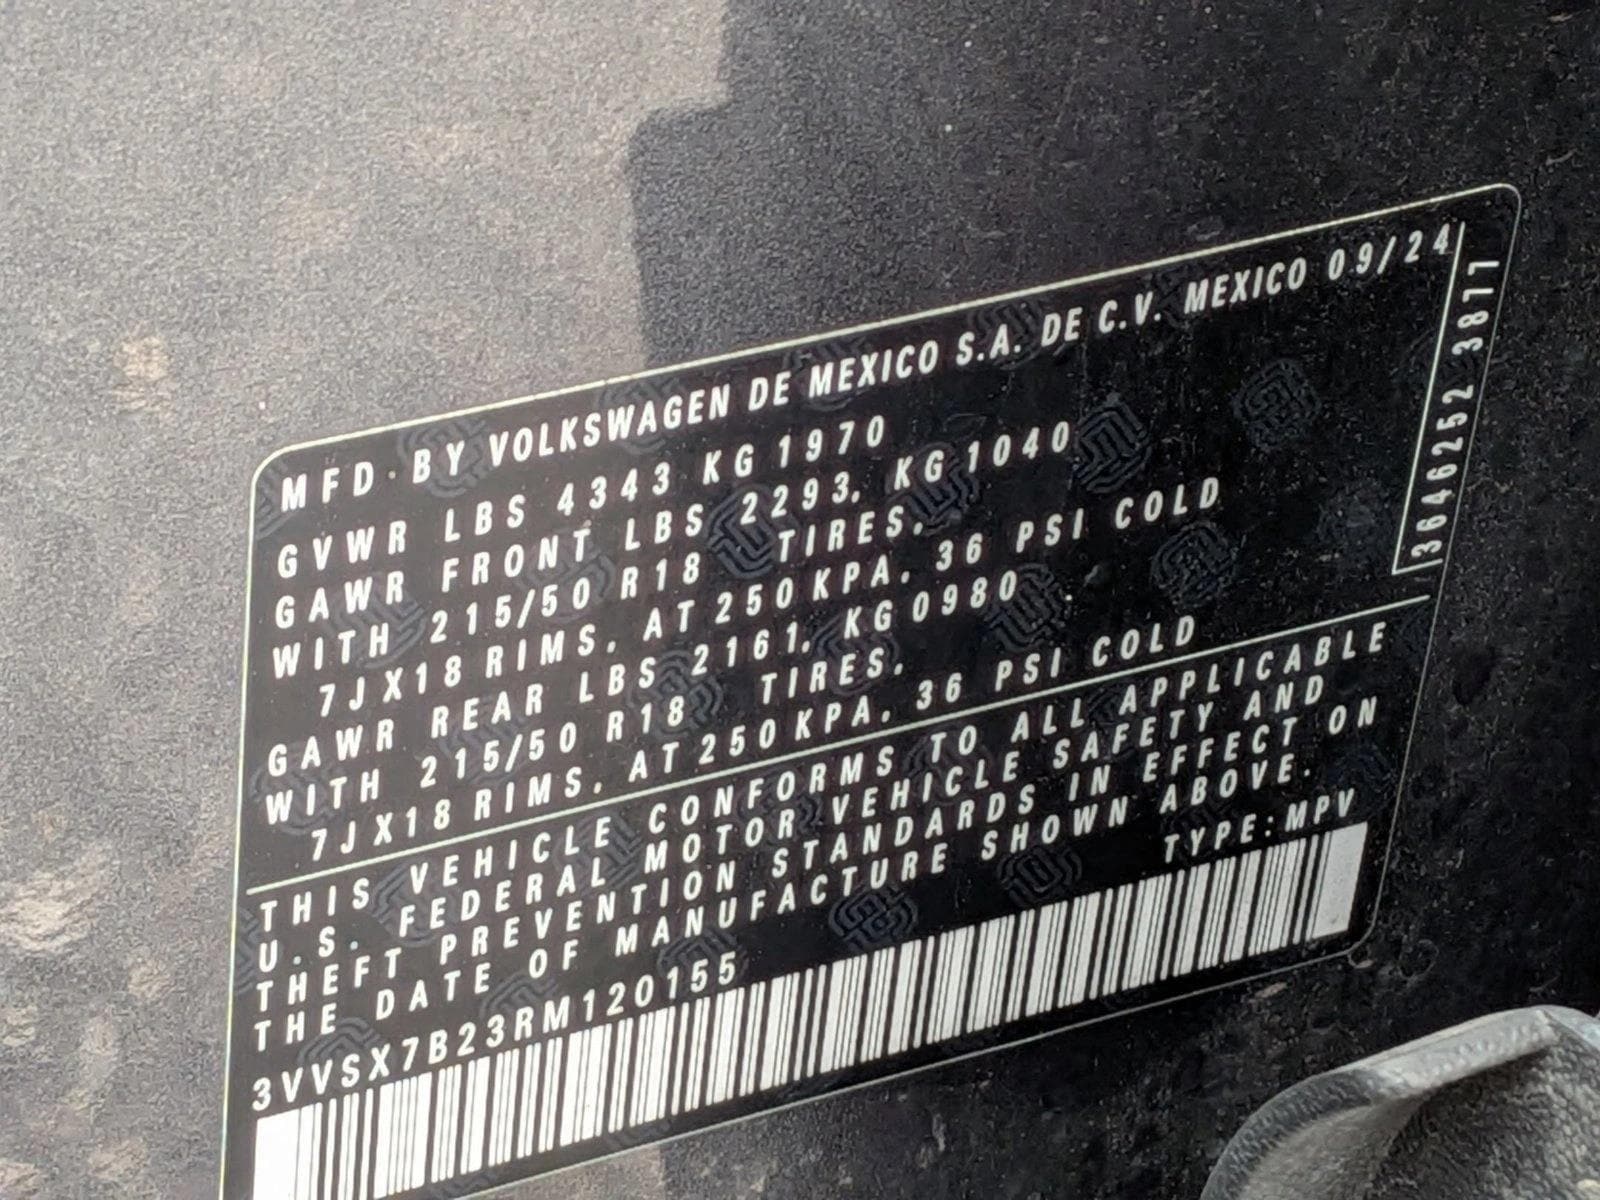 MFD BY VOLKSWAGEN DE MEXICO S.A. DE C.V. MEXICO 09/24
GVWR LBS 4343 KG 1970
GAWR FRONT LBS 2293, KG 1040
WITH 215/50 R18 TIRES,
7JX18 RIMS, AT 250KPA, 36 PSI COLD
GAWR REAR LBS 2161, KG 0980
WITH 215/50 R18 TIRES,
7JX18 RIMS, AT 250KPA, 36 PSI COLD
THIS VEHICLE CONFORMS TO ALL APPLICABLE
U.S. FEDERAL MOTOR VEHICLE SAFETY AND
THEFT PREVENTION STANDARDS IN EFFECT ON
THE DATE OF MANUFACTURE SHOWN ABOVE.
TYPE: MPV
3VVSX7B23RM120155
3646252 3877